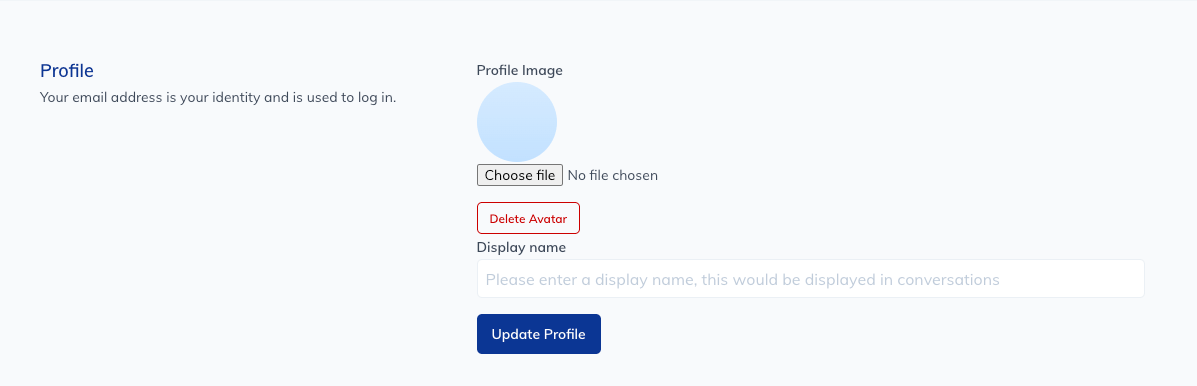 Profile
Your email address is your identity and is used to log in.
Profile Image
Choose file No file chosen
Delete Avatar
Display name
Please enter a display name, this would be displayed in conversations
Update Profile